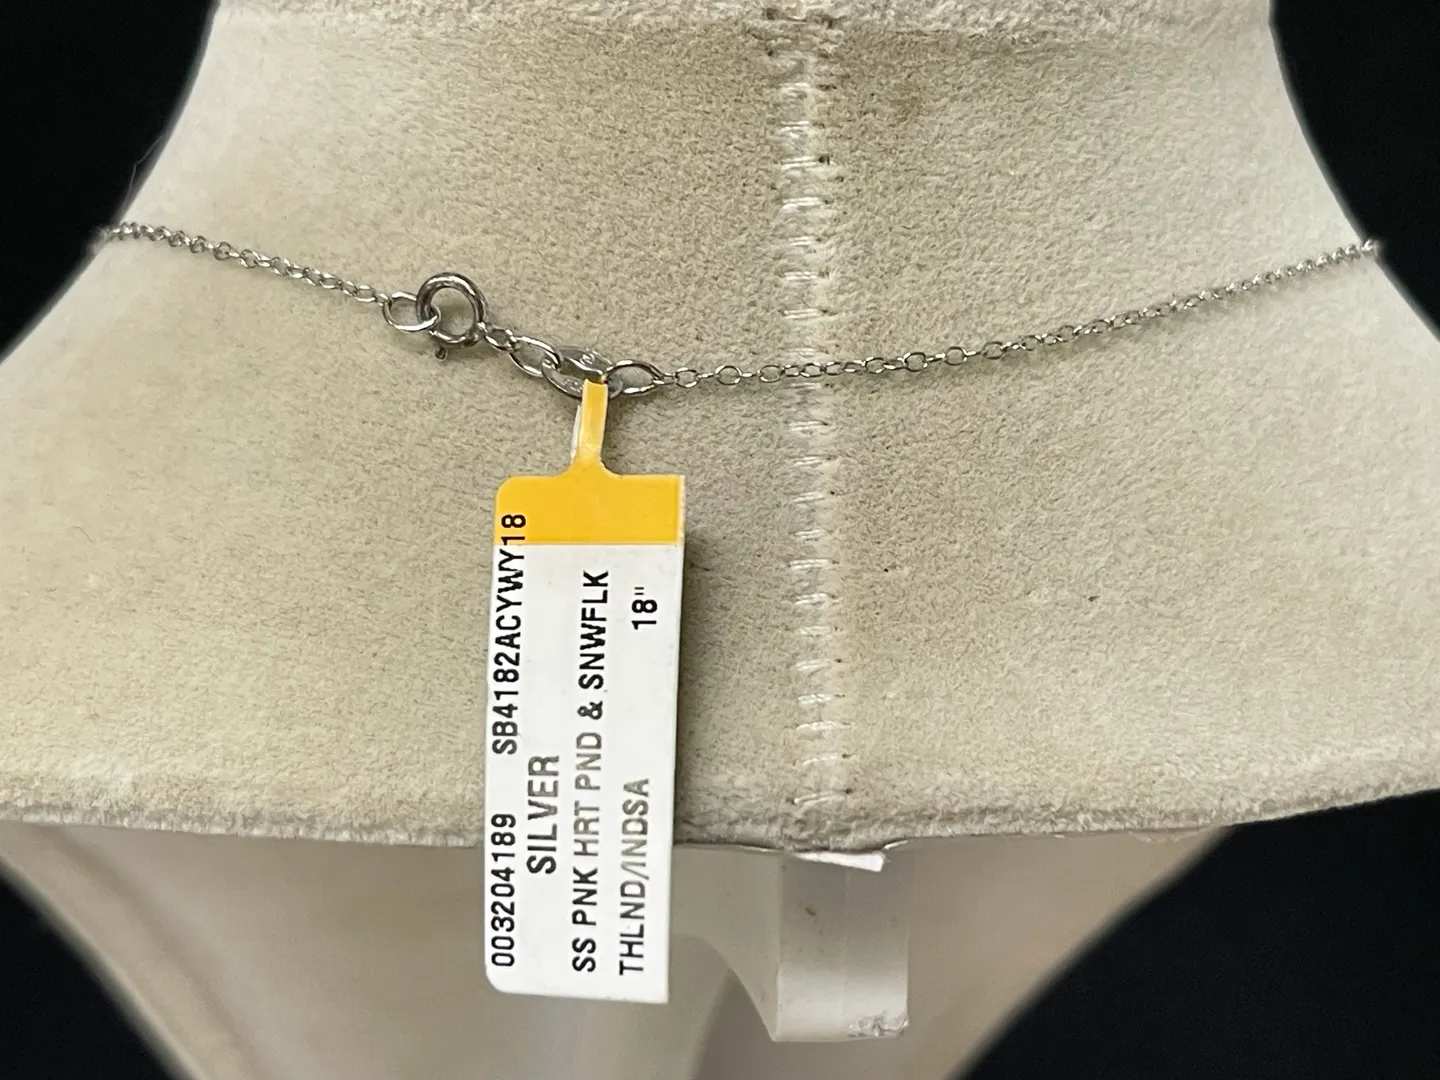 003204189 SB4182ACYWY18
SILVER
SS PNK HRT PND & SNWFLK
THLND/INDSA 18"